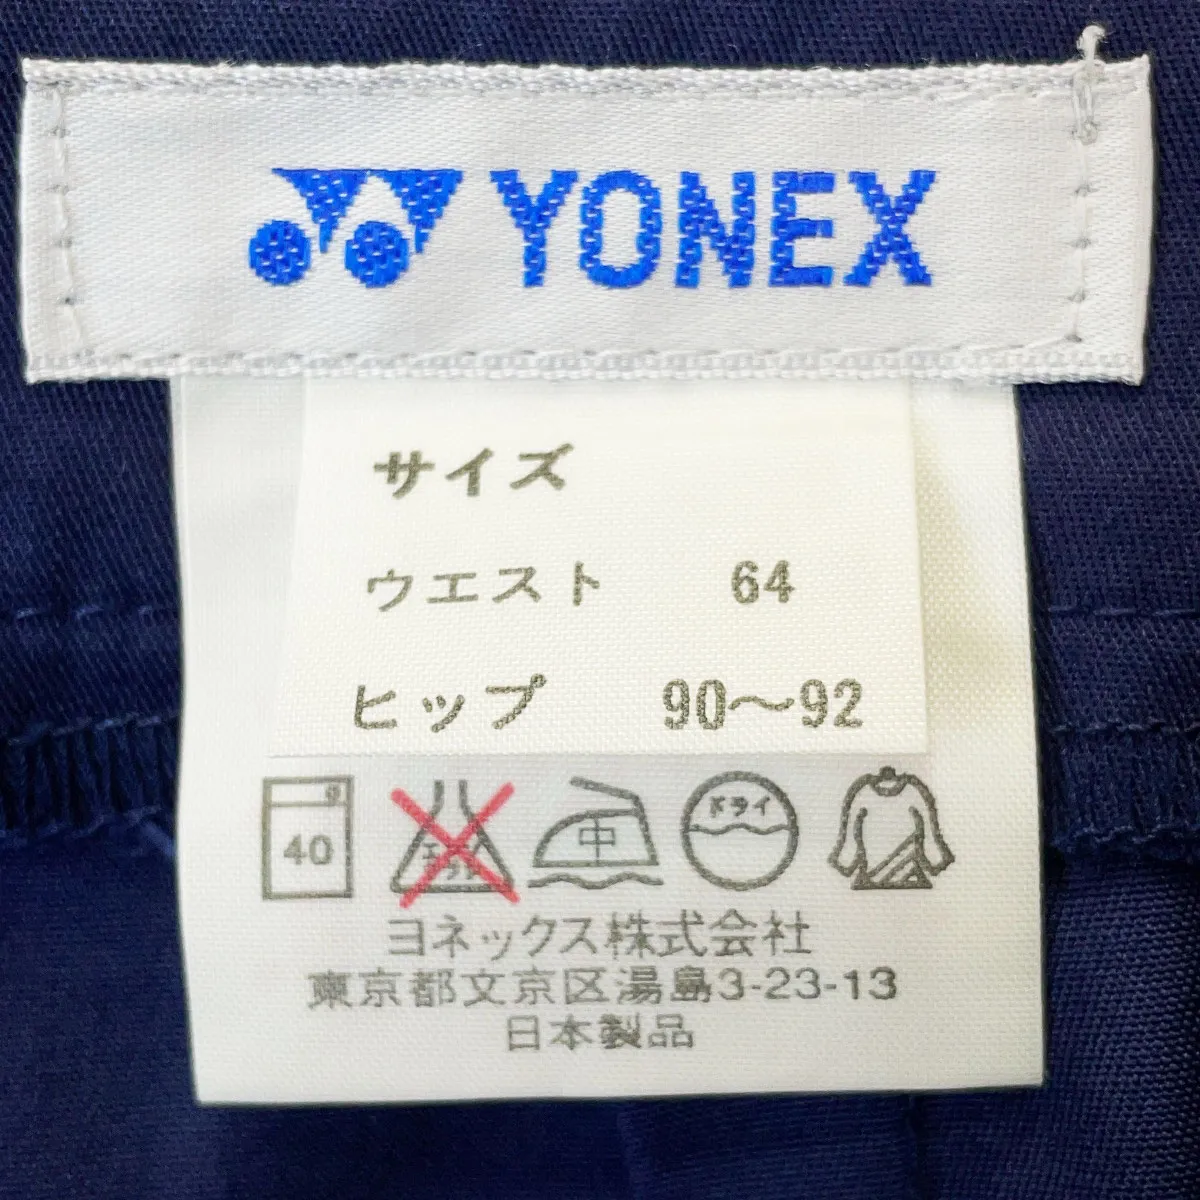 YONEX
サイズ
ウエスト 64
ヒップ 90〜92
40 中 ドライ
ヨネックス株式会社
東京都文京区湯島3-23-13
日本製品